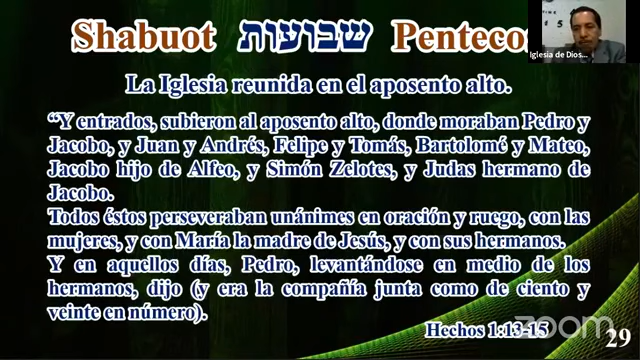 Shabuot שבועות Pentecos
Iglesia de Dios...
La Iglesia reunida en el aposento alto.
“Y entrados, subieron al aposento alto, donde moraban Pedro y
Jacobo, y Juan y Andrés, Felipe y Tomás, Bartolomé y Mateo,
Jacobo hijo de Alfeo, y Simón Zelotes, y Judas hermano de
Jacobo.
Todos éstos perseveraban unánimes en oración y ruego, con las
mujeres, y con María la madre de Jesús, y con sus hermanos.
Y en aquellos días, Pedro, levantándose en medio de los
hermanos, dijo (y era la compañía junta como de ciento y
veinte en número).
Hechos 1:13-15
zoom
29